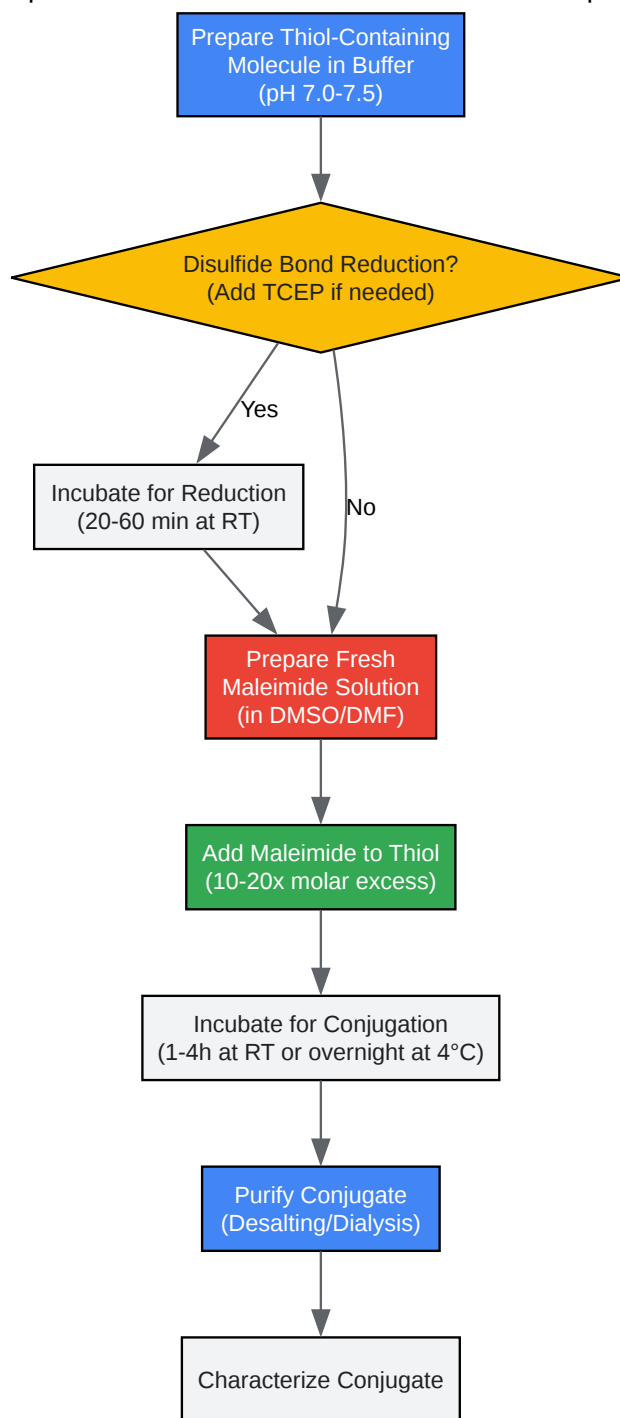 Prepare Thiol-Containing
Molecule in Buffer
(pH 7.0-7.5)
Disulfide Bond Reduction?
(Add TCEP if needed)
Yes
Incubate for Reduction
(20-60 min at RT)
No
Prepare Fresh
Maleimide Solution
(in DMSO/DMF)
Add Maleimide to Thiol
(10-20x molar excess)
Incubate for Conjugation
(1-4h at RT or overnight at 4°C)
Purify Conjugate
(Desalting/Dialysis)
Characterize Conjugate